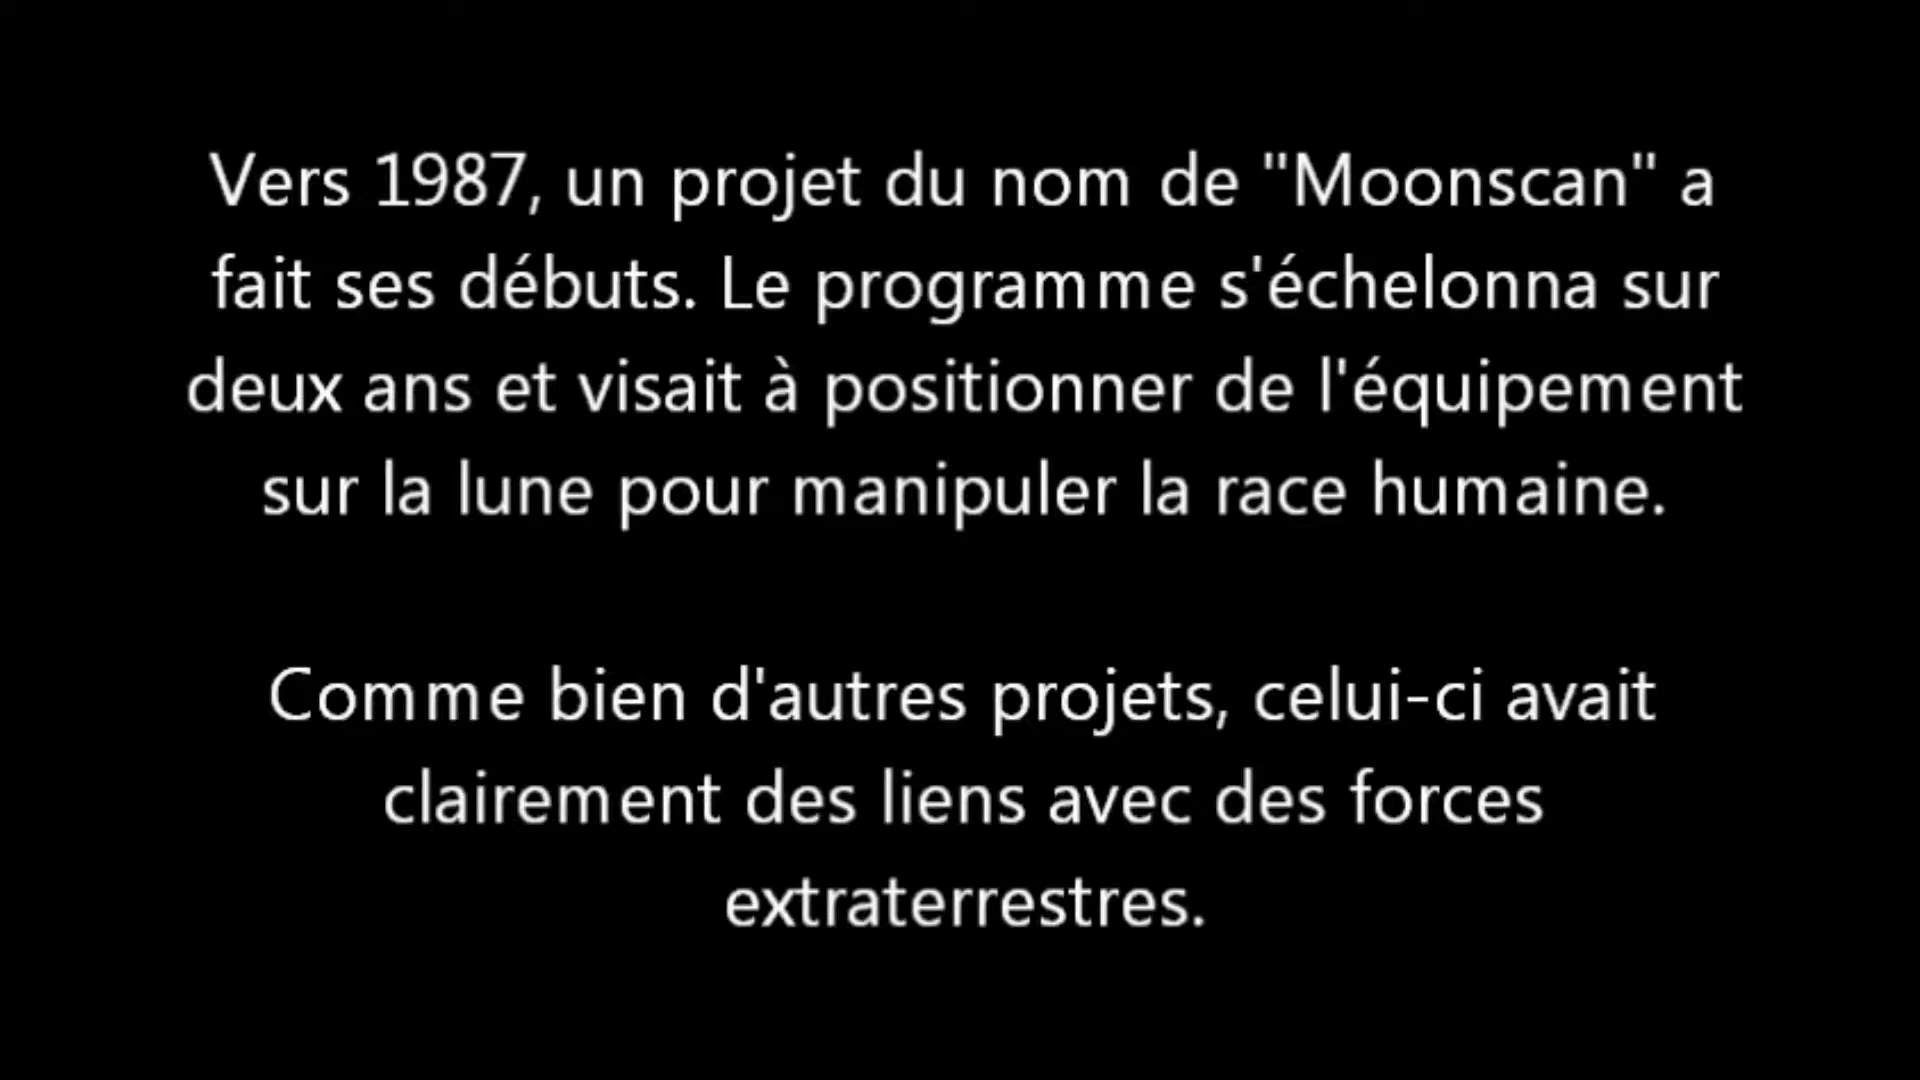 Vers 1987, un projet du nom de "Moonscan" a
fait ses débuts. Le programme s'échelonna sur
deux ans et visait à positionner de l'équipement
sur la lune pour manipuler la race humaine.
Comme bien d'autres projets, celui-ci avait
clairement des liens avec des forces
extraterrestres.